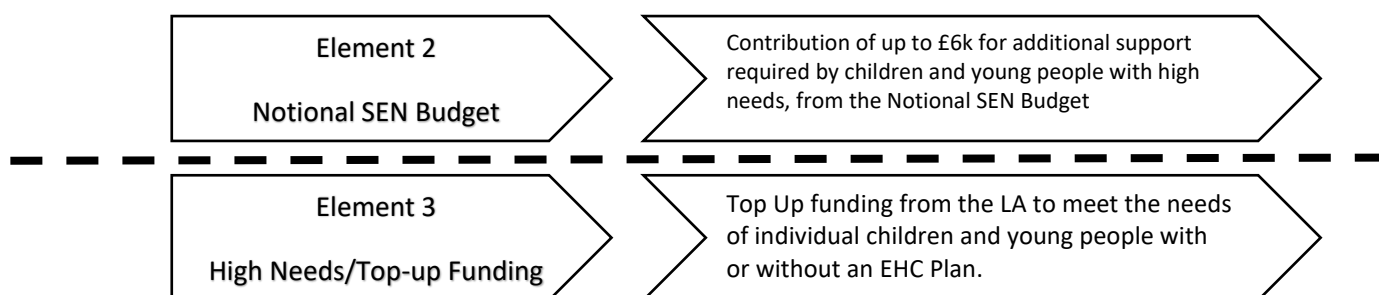 Element 2
Notional SEN Budget
Contribution of up to £6k for additional support
required by children and young people with high
needs, from the Notional SEN Budget
Element 3
High Needs/Top-up Funding
Top Up funding from the LA to meet the needs
of individual children and young people with
or without an EHC Plan.